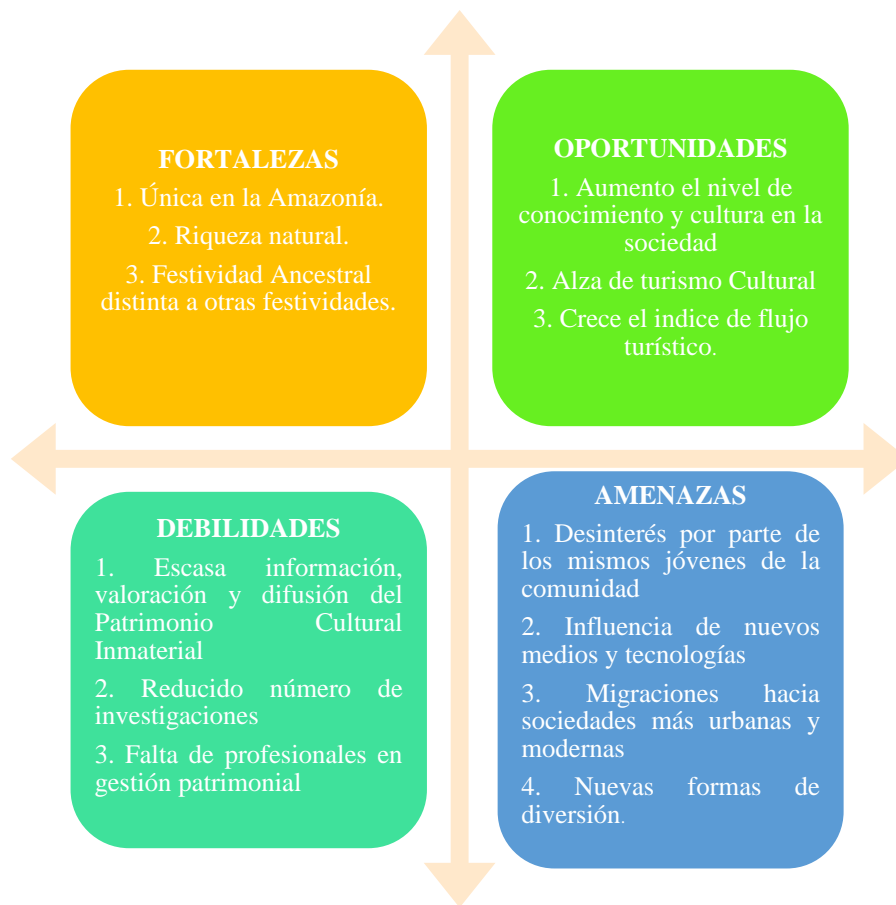 FORTALEZAS
1. Única en la Amazonía.
2. Riqueza natural.
3. Festividad Ancestral
distinta a otras festividades.
OPORTUNIDADES
1. Aumento el nivel de
conocimiento y cultura en la
sociedad
2. Alza de turismo Cultural
3. Crece el indice de flujo
turístico.
DEBILIDADES
1. Escasa información,
valoración y difusión del
Patrimonio Cultural
Inmaterial
2. Reducido número de
investigaciones
3. Falta de profesionales en
gestión patrimonial
AMENAZAS
1. Desinterés por parte de
los mismos jóvenes de la
comunidad
2. Influencia de nuevos
medios y tecnologías
3. Migraciones hacia
sociedades más urbanas y
modernas
4. Nuevas formas de
diversión.